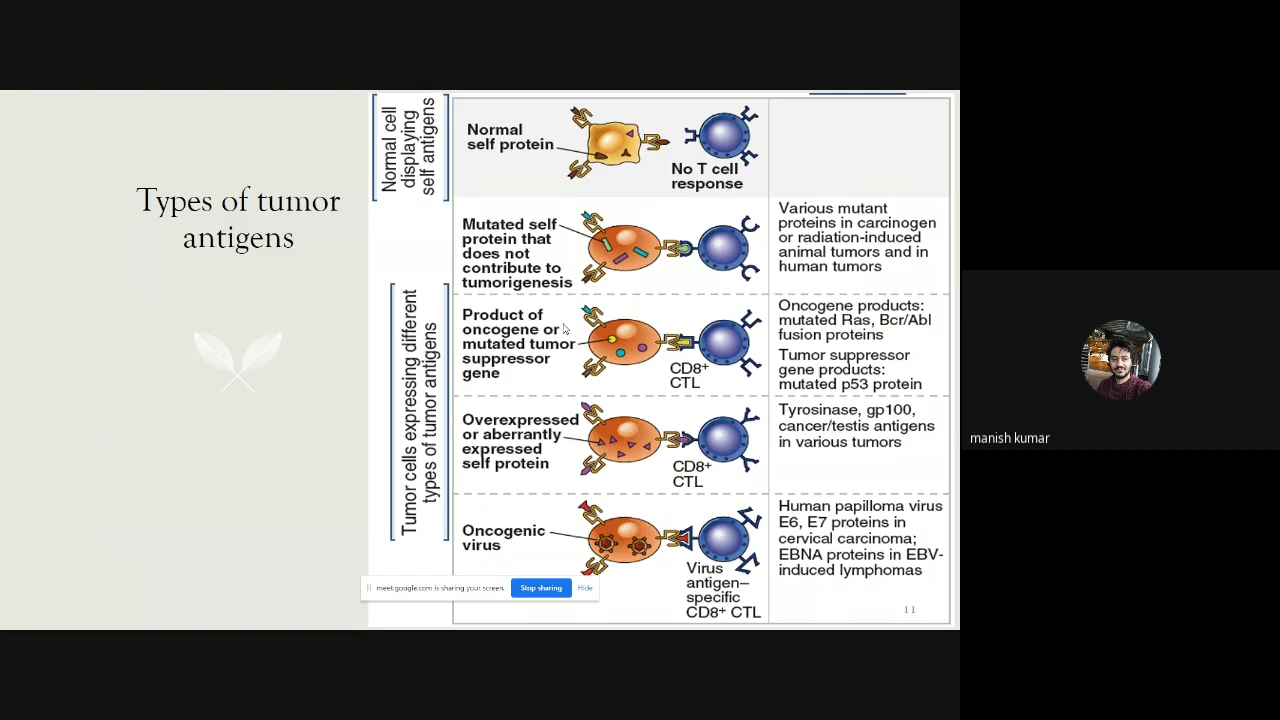 Types of tumor
antigens
Normal cell
displaying
self antigens
Normal
self protein
No T cell
response
Tumor cells expressing different
types of tumor antigens
Mutated self
protein that
does not
contribute to
tumorigenesis
Various mutant
proteins in carcinogen
or radiation-induced
animal tumors and in
human tumors
Product of
oncogene or
mutated tumor
suppressor
gene
CD8+
CTL
Oncogene products:
mutated Ras, Bcr/Abl
fusion proteins
Tumor suppressor
gene products:
mutated p53 protein
Overexpressed
or aberrantly
expressed
self protein
CD8+
CTL
Tyrosinase, gp100,
cancer/testis antigens
in various tumors
Oncogenic
virus
Virus
antigen–
specific
CD8+ CTL
Human papilloma virus
E6, E7 proteins in
cervical carcinoma;
EBNA proteins in EBV-
induced lymphomas
11
meet.google.com is sharing your screen.
Stop sharing
Hide
manish kumar